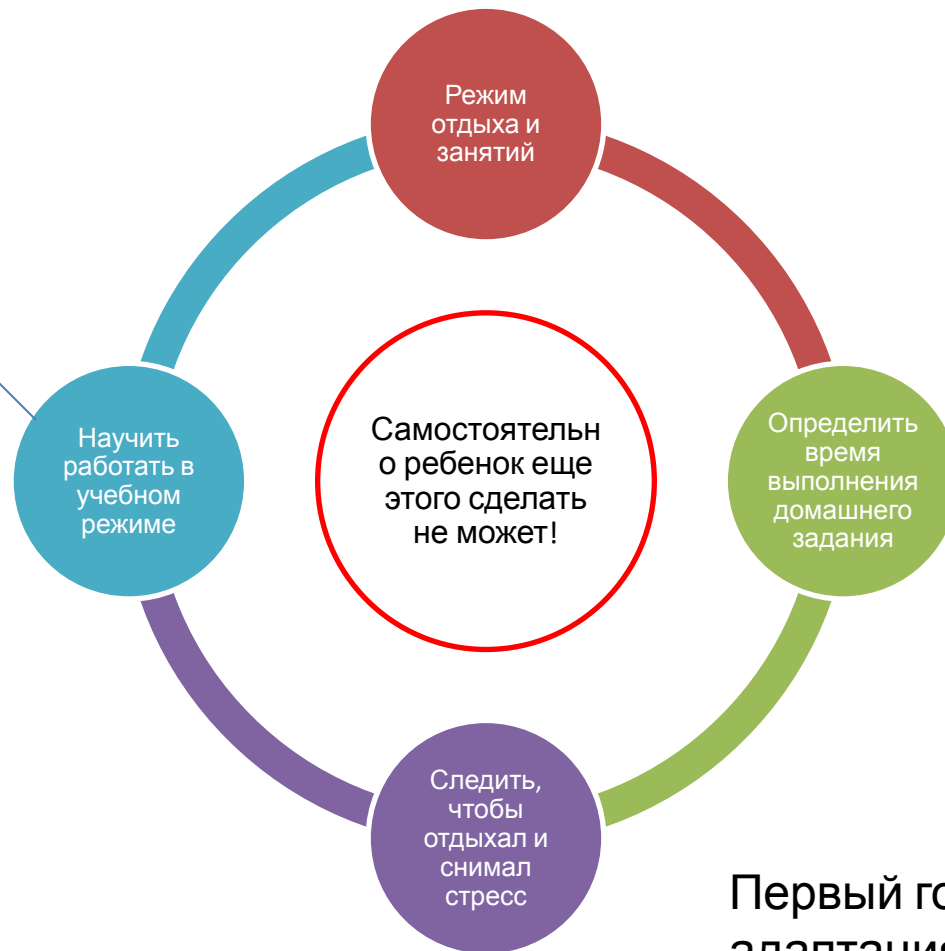 Режим
отдыха и
занятий
Определить
время
выполнения
домашнего
задания
Следить,
чтобы
отдыхал и
снимал
стресс
Научить
работать в
учебном
режиме
Самостоятельн
о ребенок еще
этого сделать
не может!
Первый